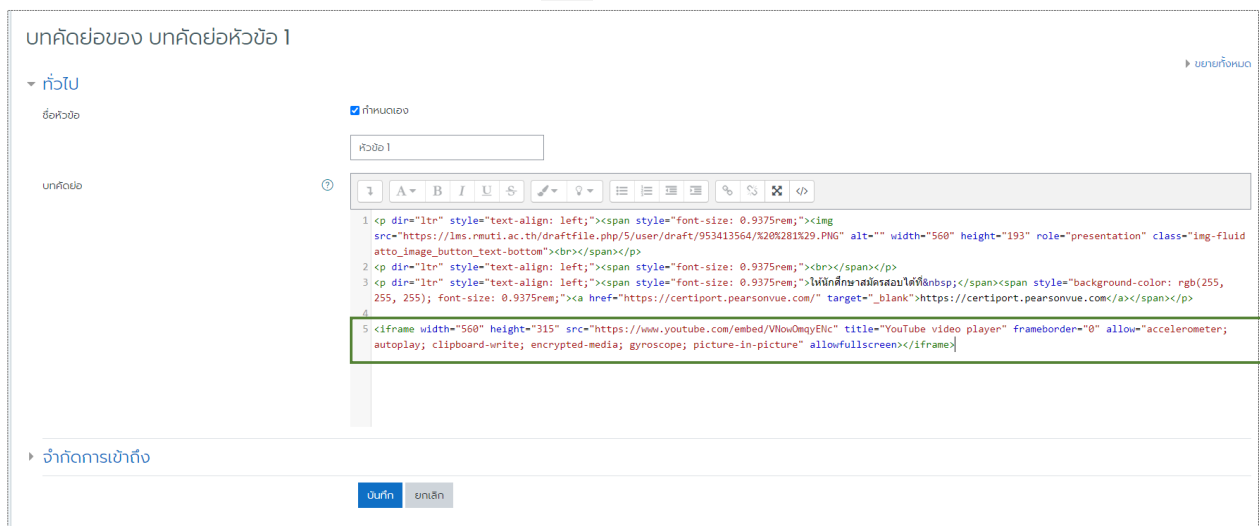 บทคัดย่อของ บทคัดย่อหัวข้อ 1
ขยายทั้งหมด
ทั่วไป
ชื่อหัวข้อ
กำหนดเอง
หัวข้อ 1
บทคัดย่อ
A B I U S </>
1 <p dir="ltr" style="text-align: left;"><span style="font-size: 0.9375rem;"><img
src="https://lms.rmuti.ac.th/draftfile.php/5/user/draft/953413564/%20%281%29.PNG" alt="" width="560" height="193" role="presentation" class="img-fluid
atto_image_button_text-bottom"><br></span></p>
2 <p dir="ltr" style="text-align: left;"><span style="font-size: 0.9375rem;"><br></span></p>
3 <p dir="ltr" style="text-align: left;"><span style="font-size: 0.9375rem;">ให้นักศึกษาสมัครสอบได้ที่&nbsp;</span><span style="background-color: rgb(255,
255, 255); font-size: 0.9375rem;"><a href="https://certiport.pearsonvue.com/" target="_blank">https://certiport.pearsonvue.com</a></span></p>
4
5 <iframe width="560" height="315" src="https://www.youtube.com/embed/VNowOmqyENc" title="YouTube video player" frameborder="0" allow="accelerometer;
autoplay; clipboard-write; encrypted-media; gyroscope; picture-in-picture" allowfullscreen></iframe>
จำกัดการเข้าถึง
บันทึก ยกเลิก